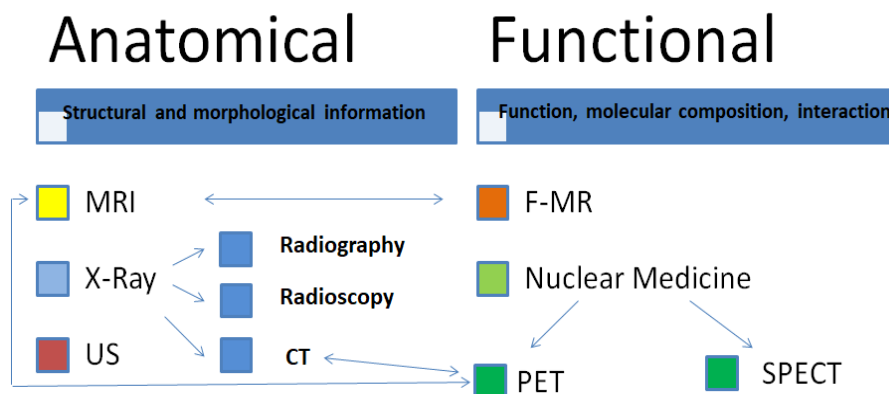 Anatomical
Functional
Structural and morphological information
Function, molecular composition, interaction
MRI
F-MR
Radiography
X-Ray
Nuclear Medicine
Radioscopy
US
CT
PET
SPECT